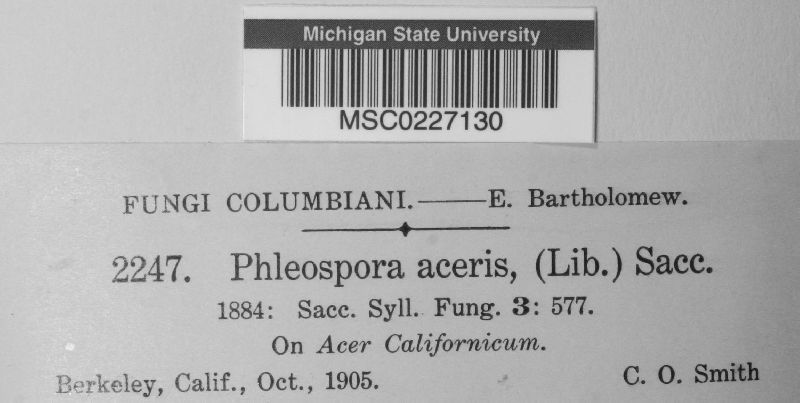 Michigan State University
MSC0227130
FUNGI COLUMBIANI.——E. Bartholomew.
2247. Phleospora aceris, (Lib.) Sacc.
1884: Sacc. Syll. Fung. 3: 577.
On Acer Californicum.
Berkeley, Calif., Oct., 1905. C. O. Smith